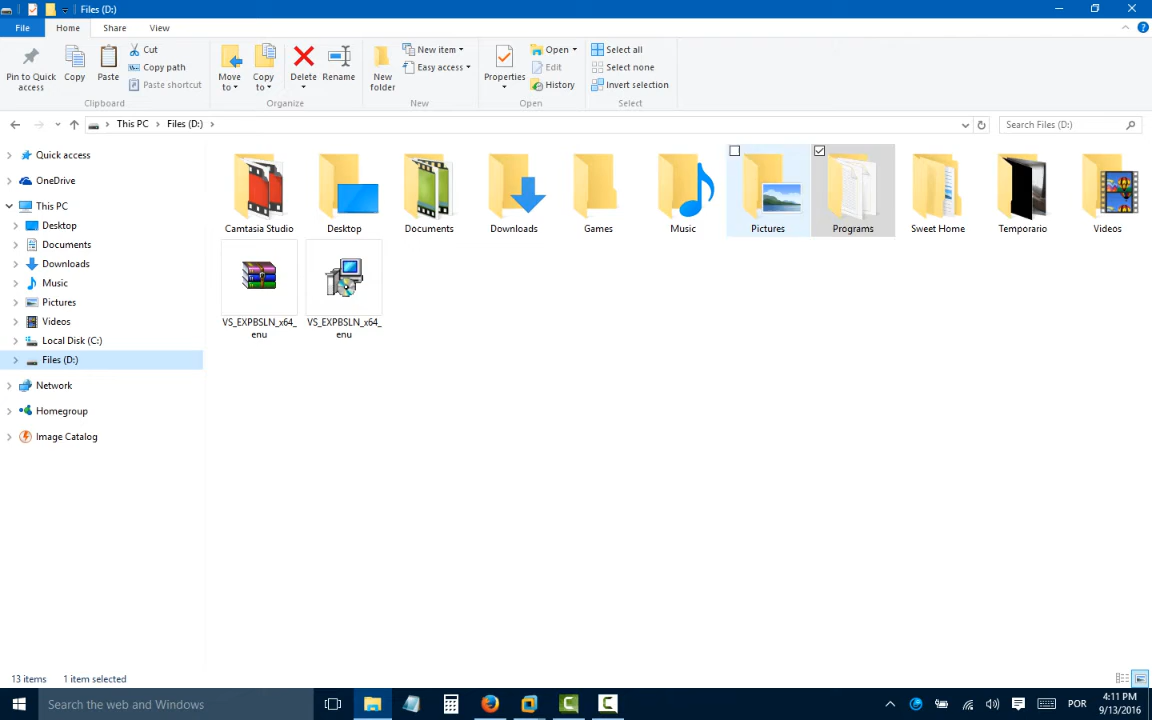 Files (D:)
File Home Share View
Pin to Quick access
Copy
Paste
Cut
Copy path
Paste shortcut
Clipboard
Move to
Copy to
Delete
Rename
Organize
New folder
New item
Easy access
New
Properties
Open
Edit
History
Open
Select all
Select none
Invert selection
Select
This PC Files (D:)
Search Files (D:)
Quick access
OneDrive
This PC
Desktop
Documents
Downloads
Music
Pictures
Videos
Local Disk (C:)
Files (D:)
Network
Homegroup
Image Catalog
Camtasia Studio Desktop Documents Downloads Games Music Pictures Programs Sweet Home Temporario Videos
VS_EXPBSLN_x64_enu
VS_EXPBSLN_x64_enu
13 items 1 item selected
Search the web and Windows
POR
4:11 PM
9/13/2016